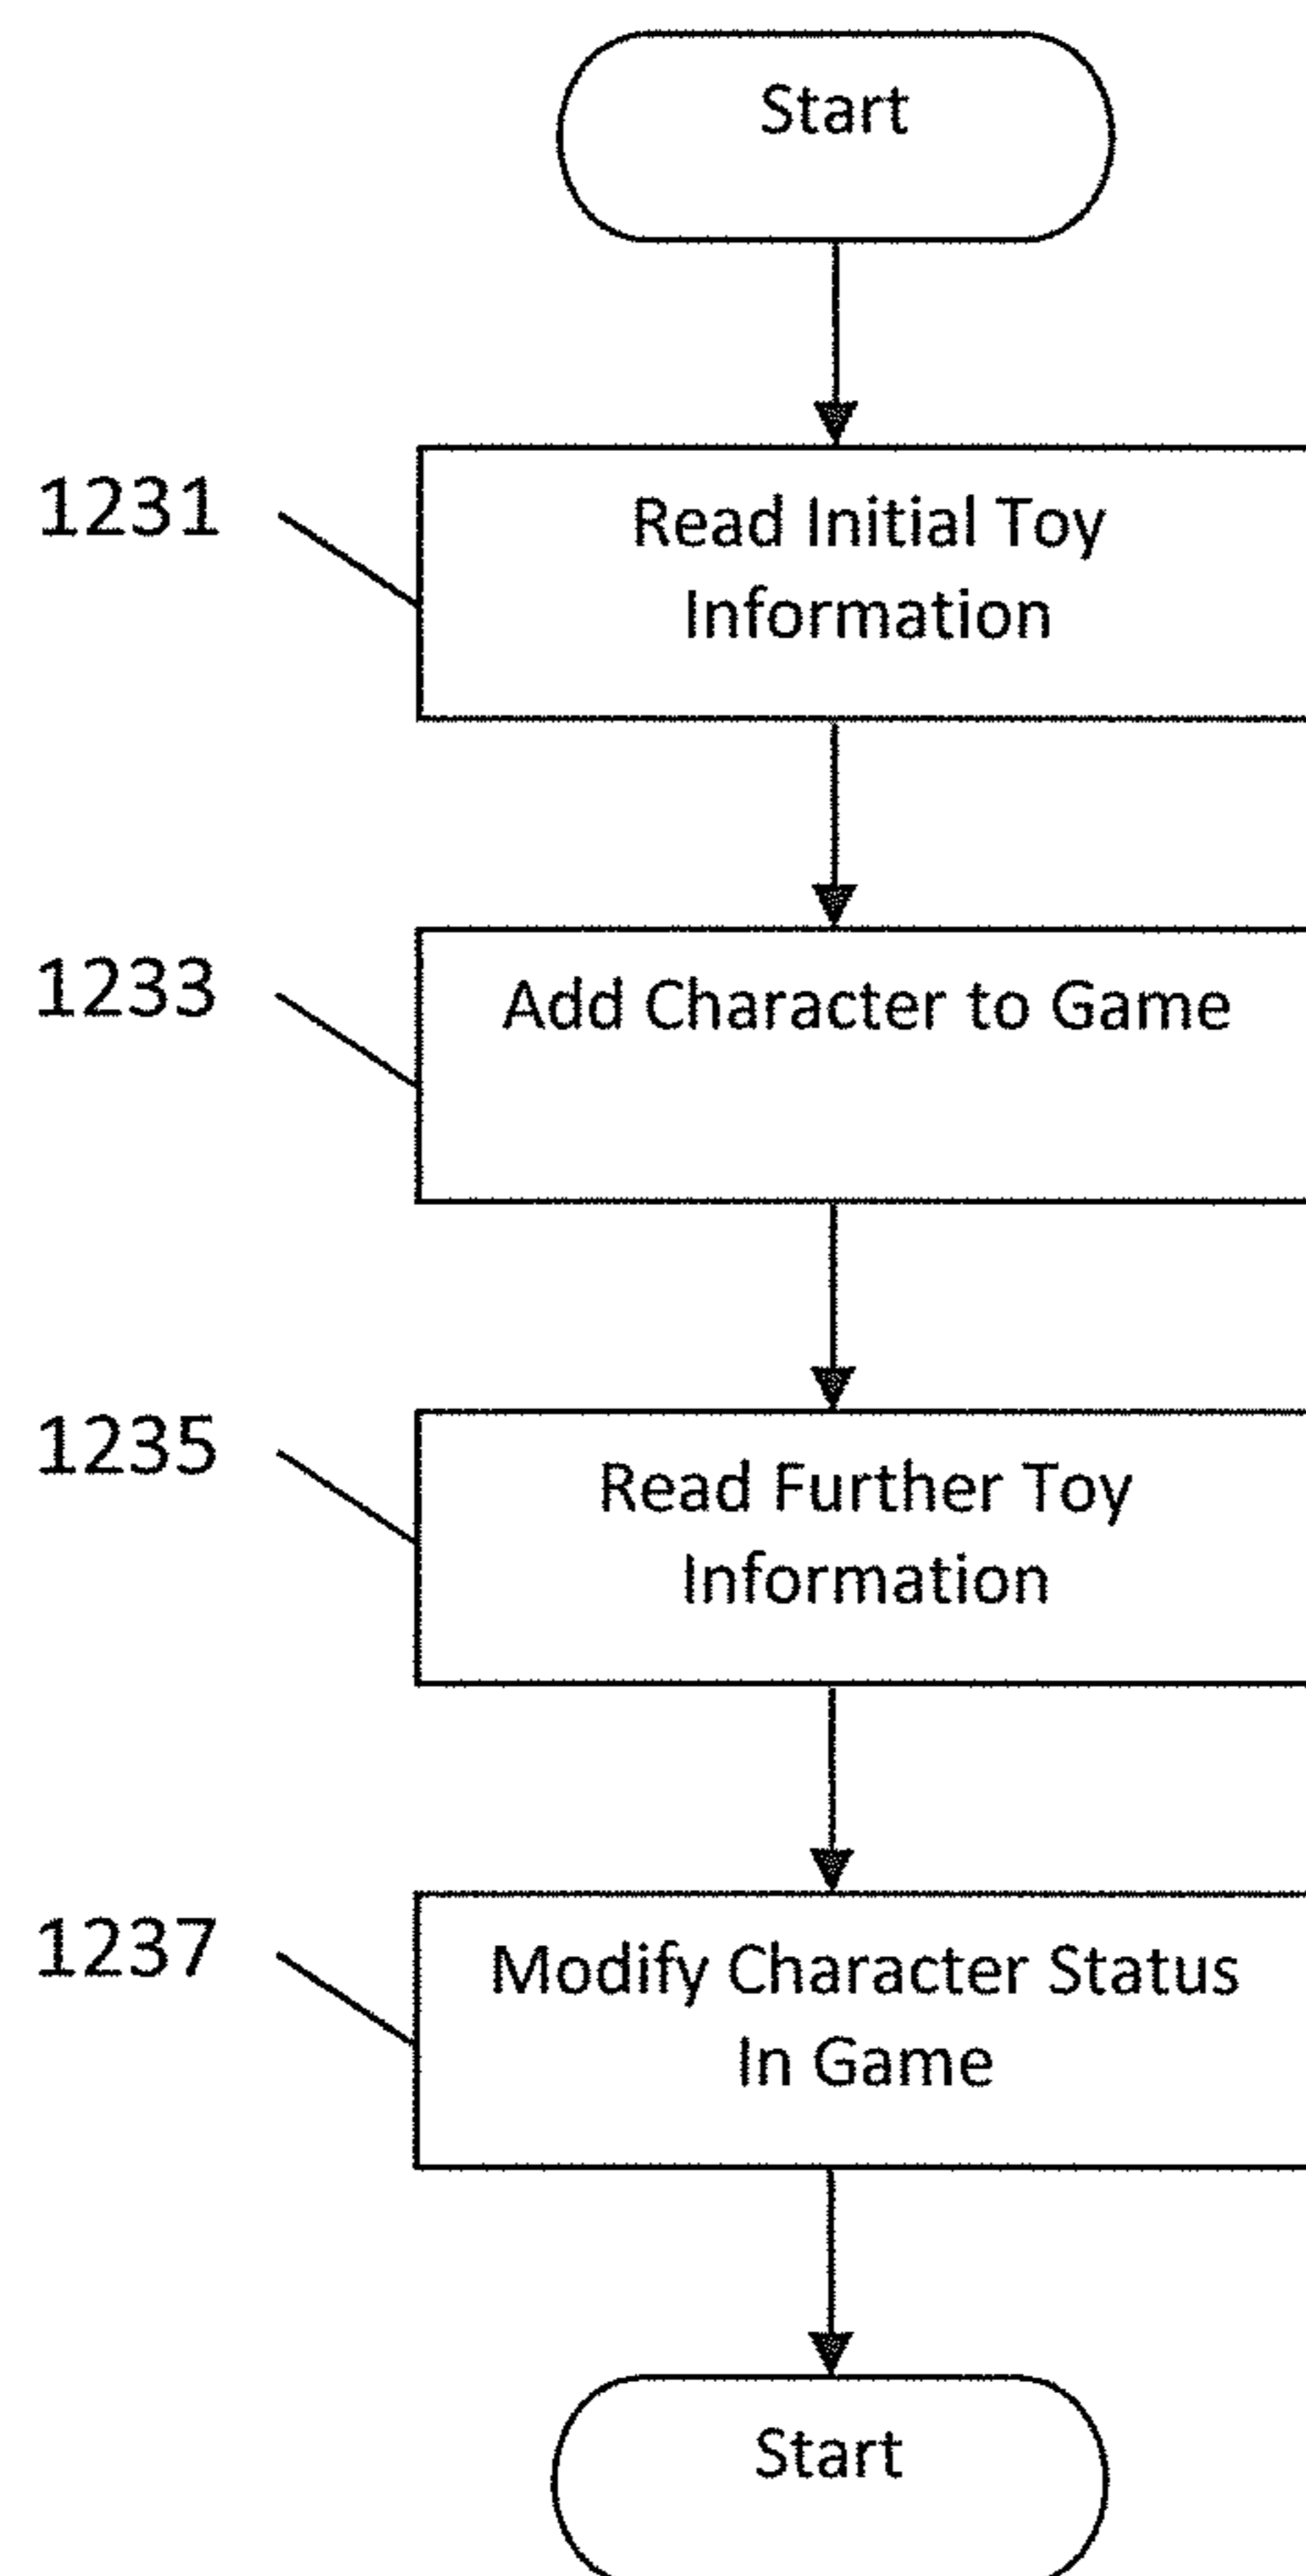 Start
1231
Read Initial Toy
Information
1233
Add Character to Game
1235
Read Further Toy
Information
1237
Modify Character Status
In Game
Start